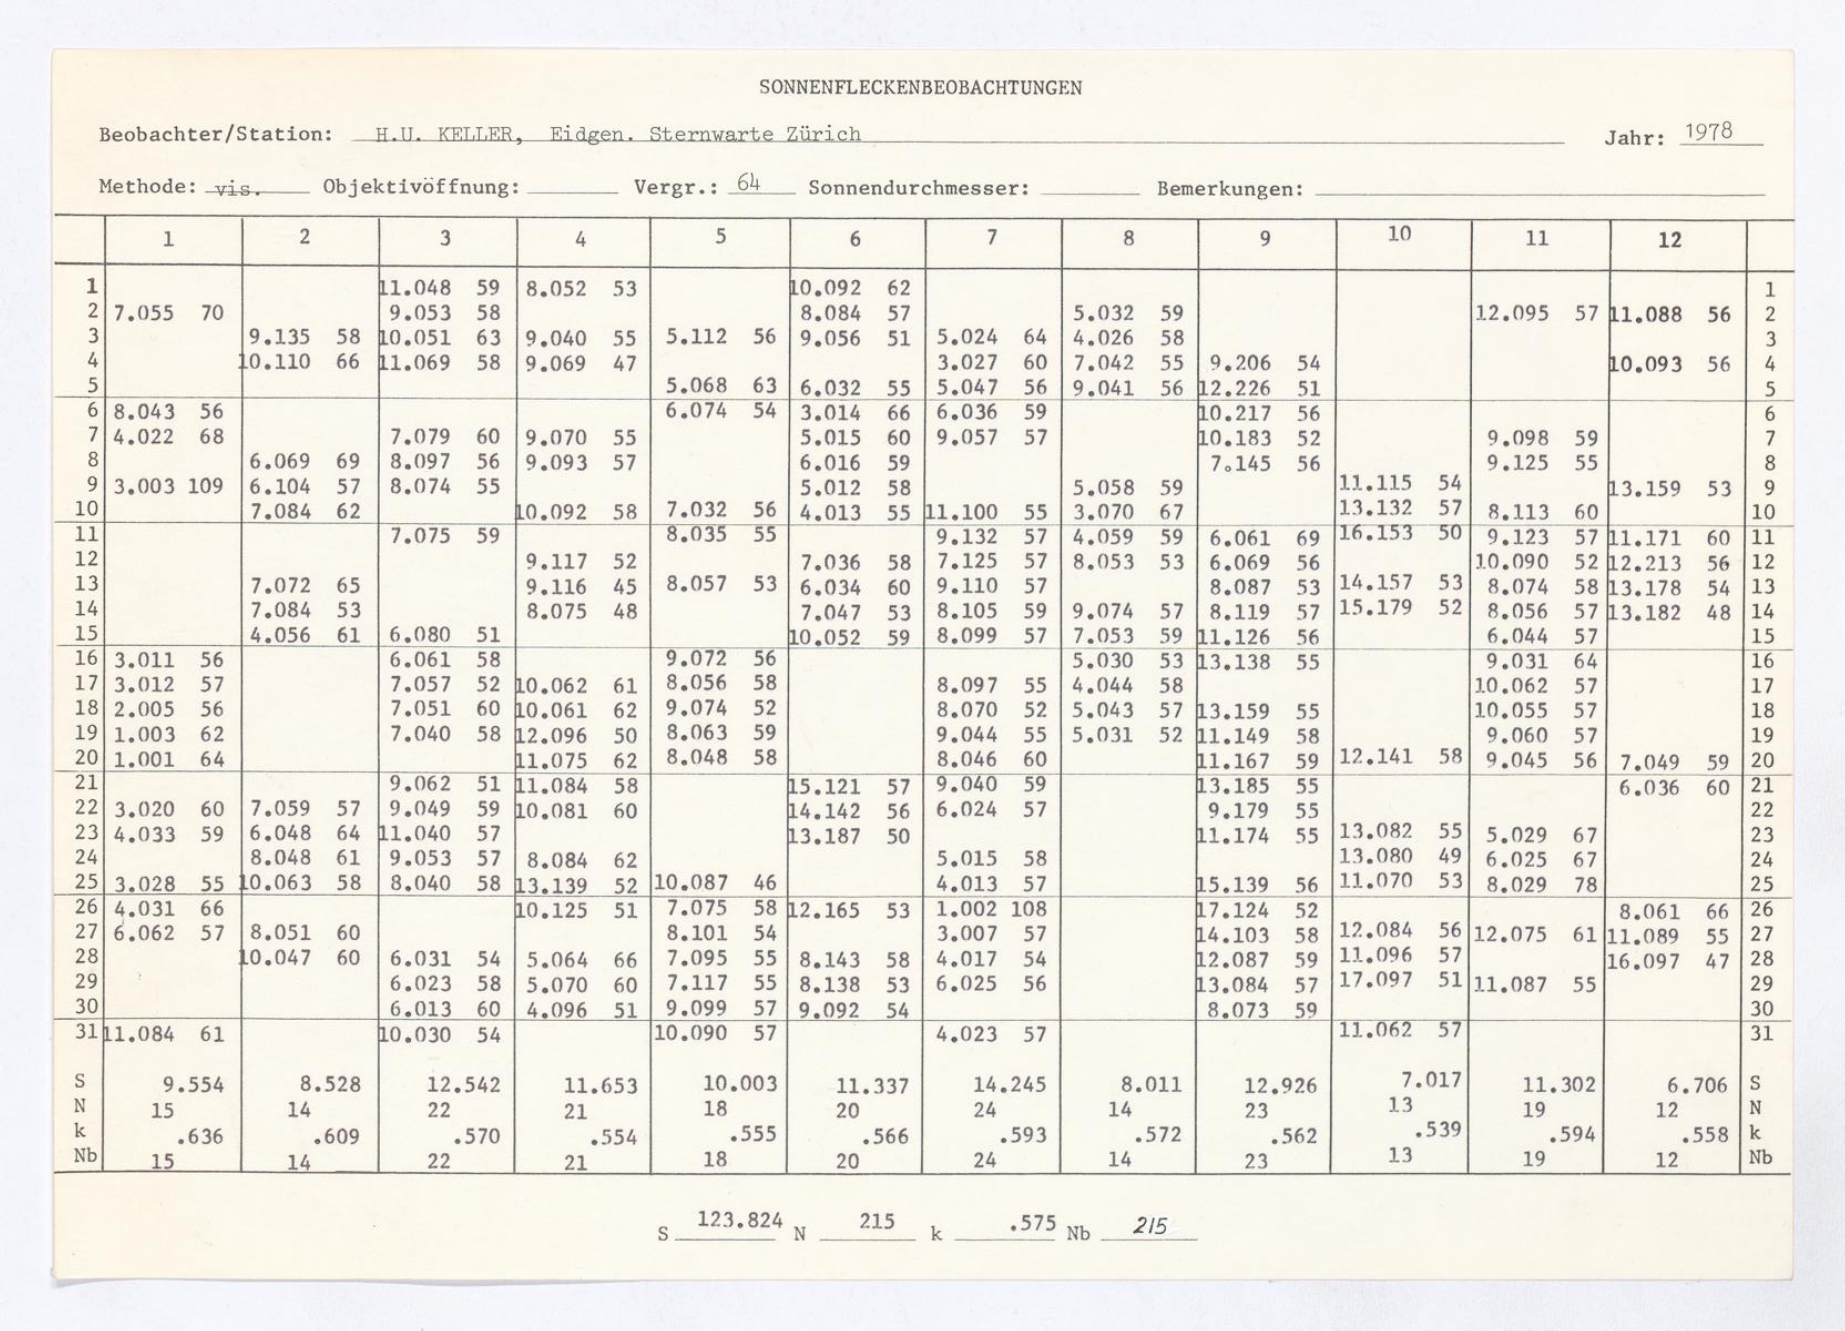 SONNENFLECKENBEOBACHTUNGEN
Beobachter/Station: H.U. KELLER, Eidgen. Sternwarte Zürich Jahr: 1978
Methode: vis. Objektivöffnung: Vergr.: 64 Sonnendurchmesser: Bemerkungen:
1 2 3 4 5 6 7 8 9 10 11 12
1 11.048 59 8.052 53 10.092 62 1
2 7.055 70 9.053 58 8.084 57 5.032 59 12.095 57 11.088 56 2
3 9.135 58 10.051 63 9.040 55 5.112 56 9.056 51 5.024 64 4.026 58 3
4 10.110 66 11.069 58 9.069 47 3.027 60 7.042 55 9.206 54 10.093 56 4
5 5.068 63 6.032 55 5.047 56 9.041 56 12.226 51 5
6 8.043 56 6.074 54 3.014 66 6.036 59 10.217 56 6
7 4.022 68 7.079 60 9.070 55 5.015 60 9.057 57 10.183 52 9.098 59 7
8 6.069 69 8.097 56 9.093 57 6.016 59 7.145 56 9.125 55 8
9 3.003 109 6.104 57 8.074 55 5.012 58 5.058 59 11.115 54 13.159 53 9
10 7.084 62 10.092 58 7.032 56 4.013 55 11.100 55 3.070 67 13.132 57 8.113 60 10
11 7.075 59 8.035 55 9.132 57 4.059 59 6.061 69 16.153 50 9.123 57 11.171 60 11
12 9.117 52 7.036 58 7.125 57 8.053 53 6.069 56 10.090 52 12.213 56 12
13 7.072 65 9.116 45 8.057 53 6.034 60 9.110 57 8.087 53 14.157 53 8.074 58 13.178 54 13
14 7.084 53 8.075 48 7.047 53 8.105 59 9.074 57 8.119 57 15.179 52 8.056 57 13.182 48 14
15 4.056 61 6.080 51 10.052 59 8.099 57 7.053 59 11.126 56 6.044 57 15
16 3.011 56 6.061 58 9.072 56 5.030 53 13.138 55 9.031 64 16
17 3.012 57 7.057 52 10.062 61 8.056 58 8.097 55 4.044 58 10.062 57 17
18 2.005 56 7.051 60 10.061 62 9.074 52 8.070 52 5.043 57 13.159 55 10.055 57 18
19 1.003 62 7.040 58 12.096 50 8.063 59 9.044 55 5.031 52 11.149 58 9.060 57 19
20 1.001 64 11.075 62 8.048 58 8.046 60 11.167 59 12.141 58 9.045 56 7.049 59 20
21 9.062 51 11.084 58 15.121 57 9.040 59 13.185 55 6.036 60 21
22 3.020 60 7.059 57 9.049 59 10.081 60 14.142 56 6.024 57 9.179 55 22
23 4.033 59 6.048 64 11.040 57 13.187 50 11.174 55 13.082 55 5.029 67 23
24 8.048 61 9.053 57 8.084 62 5.015 58 13.080 49 6.025 67 24
25 3.028 55 10.063 58 8.040 58 13.139 52 10.087 46 4.013 57 15.139 56 11.070 53 8.029 78 25
26 4.031 66 10.125 51 7.075 58 12.165 53 1.002 108 17.124 52 8.061 66 26
27 6.062 57 8.051 60 8.101 54 3.007 57 14.103 58 12.084 56 12.075 61 11.089 55 27
28 10.047 60 6.031 54 5.064 66 7.095 55 8.143 58 4.017 54 12.087 59 11.096 57 16.097 47 28
29 6.023 58 5.070 60 7.117 55 8.138 53 6.025 56 13.084 57 17.097 51 11.087 55 29
30 6.013 60 4.096 51 9.099 57 9.092 54 8.073 59 30
31 11.084 61 10.030 54 10.090 57 4.023 57 11.062 57 31
S 9.554 8.528 12.542 11.653 10.003 11.337 14.245 8.011 12.926 7.017 11.302 6.706 S
N 15 14 22 21 18 20 24 14 23 13 19 12 N
k .636 .609 .570 .554 .555 .566 .593 .572 .562 .539 .594 .558 k
Nb 15 14 22 21 18 20 24 14 23 13 19 12 Nb
S 123.824 N 215 k .575 Nb 215